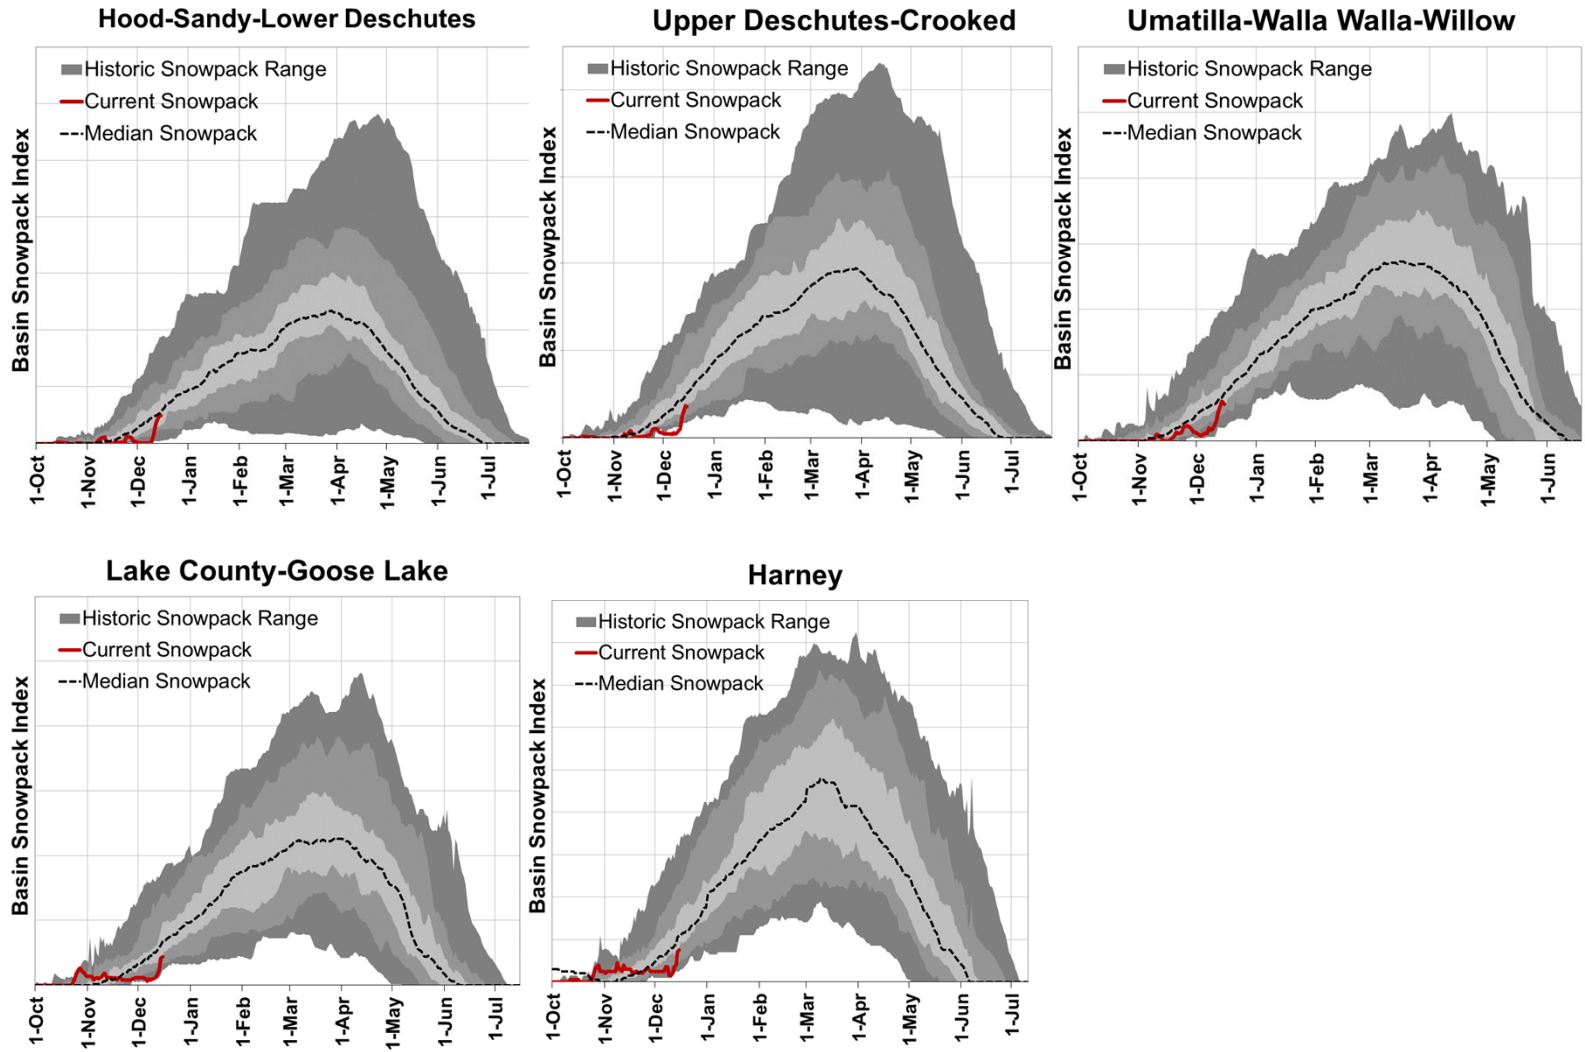 Hood-Sandy-Lower Deschutes
Historic Snowpack Range
Current Snowpack
Median Snowpack
Basin Snowpack Index
1-Oct
1-Nov
1-Dec
1-Jan
1-Feb
1-Mar
1-Apr
1-May
1-Jun
1-Jul
Upper Deschutes-Crooked
Historic Snowpack Range
Current Snowpack
Median Snowpack
Basin Snowpack Index
1-Oct
1-Nov
1-Dec
1-Jan
1-Feb
1-Mar
1-Apr
1-May
1-Jun
1-Jul
Umatilla-Walla Walla-Willow
Historic Snowpack Range
Current Snowpack
Median Snowpack
Basin Snowpack Index
1-Oct
1-Nov
1-Dec
1-Jan
1-Feb
1-Mar
1-Apr
1-May
1-Jun
Lake County-Goose Lake
Historic Snowpack Range
Current Snowpack
Median Snowpack
Basin Snowpack Index
1-Oct
1-Nov
1-Dec
1-Jan
1-Feb
1-Mar
1-Apr
1-May
1-Jun
1-Jul
Harney
Historic Snowpack Range
Current Snowpack
Median Snowpack
Basin Snowpack Index
1-Oct
1-Nov
1-Dec
1-Jan
1-Feb
1-Mar
1-Apr
1-May
1-Jun
1-Jul